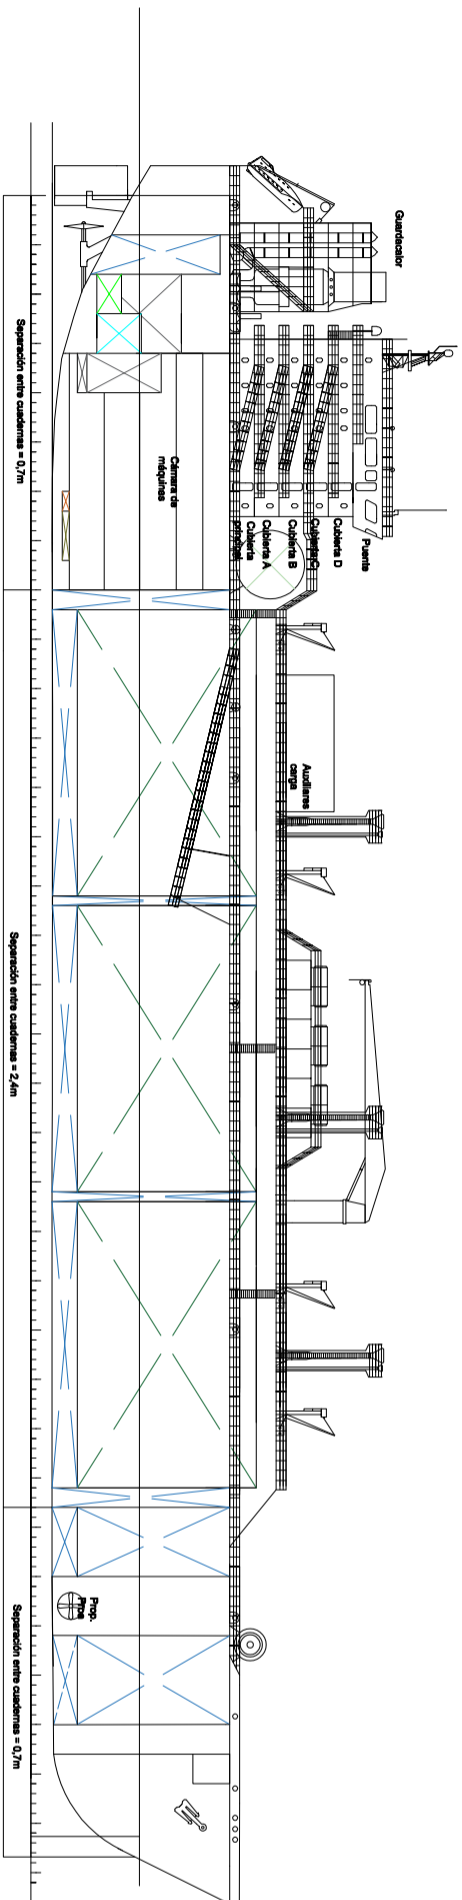 Guardacalor
Puente
Cubierta D
Cubierta C
Cubierta B
Cubierta A
Cubierta
principal
Cámara de
máquinas
Auxiliares
carga
Prop.
Proa
Separación entre cuadernas = 0,7m
Separación entre cuadernas = 2,4m
Separación entre cuadernas = 0,7m